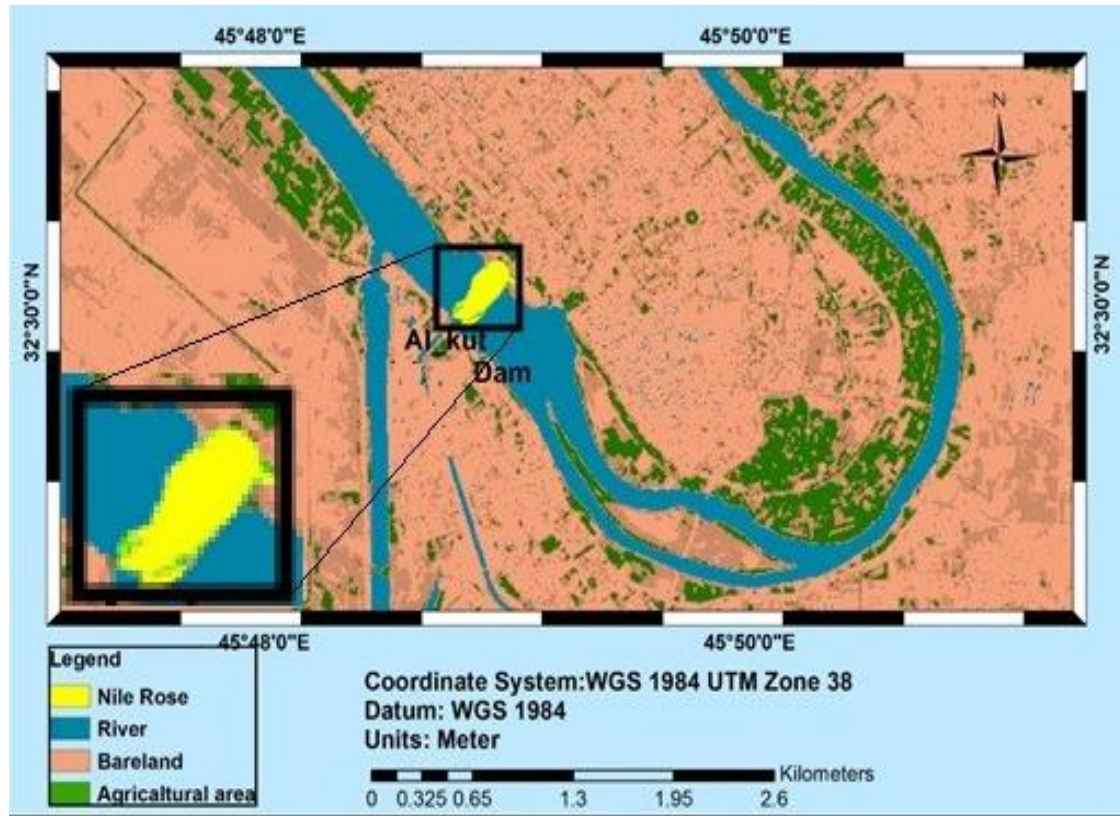 45°48'0"E 45°50'0"E
N
32°30'0"N 32°30'0"N
Al kut
Dam
45°48'0"E 45°50'0"E
Legend
Nile Rose
River
Bareland
Agricaltural area
Coordinate System:WGS 1984 UTM Zone 38
Datum: WGS 1984
Units: Meter
Kilometers
0 0.325 0.65 1.3 1.95 2.6